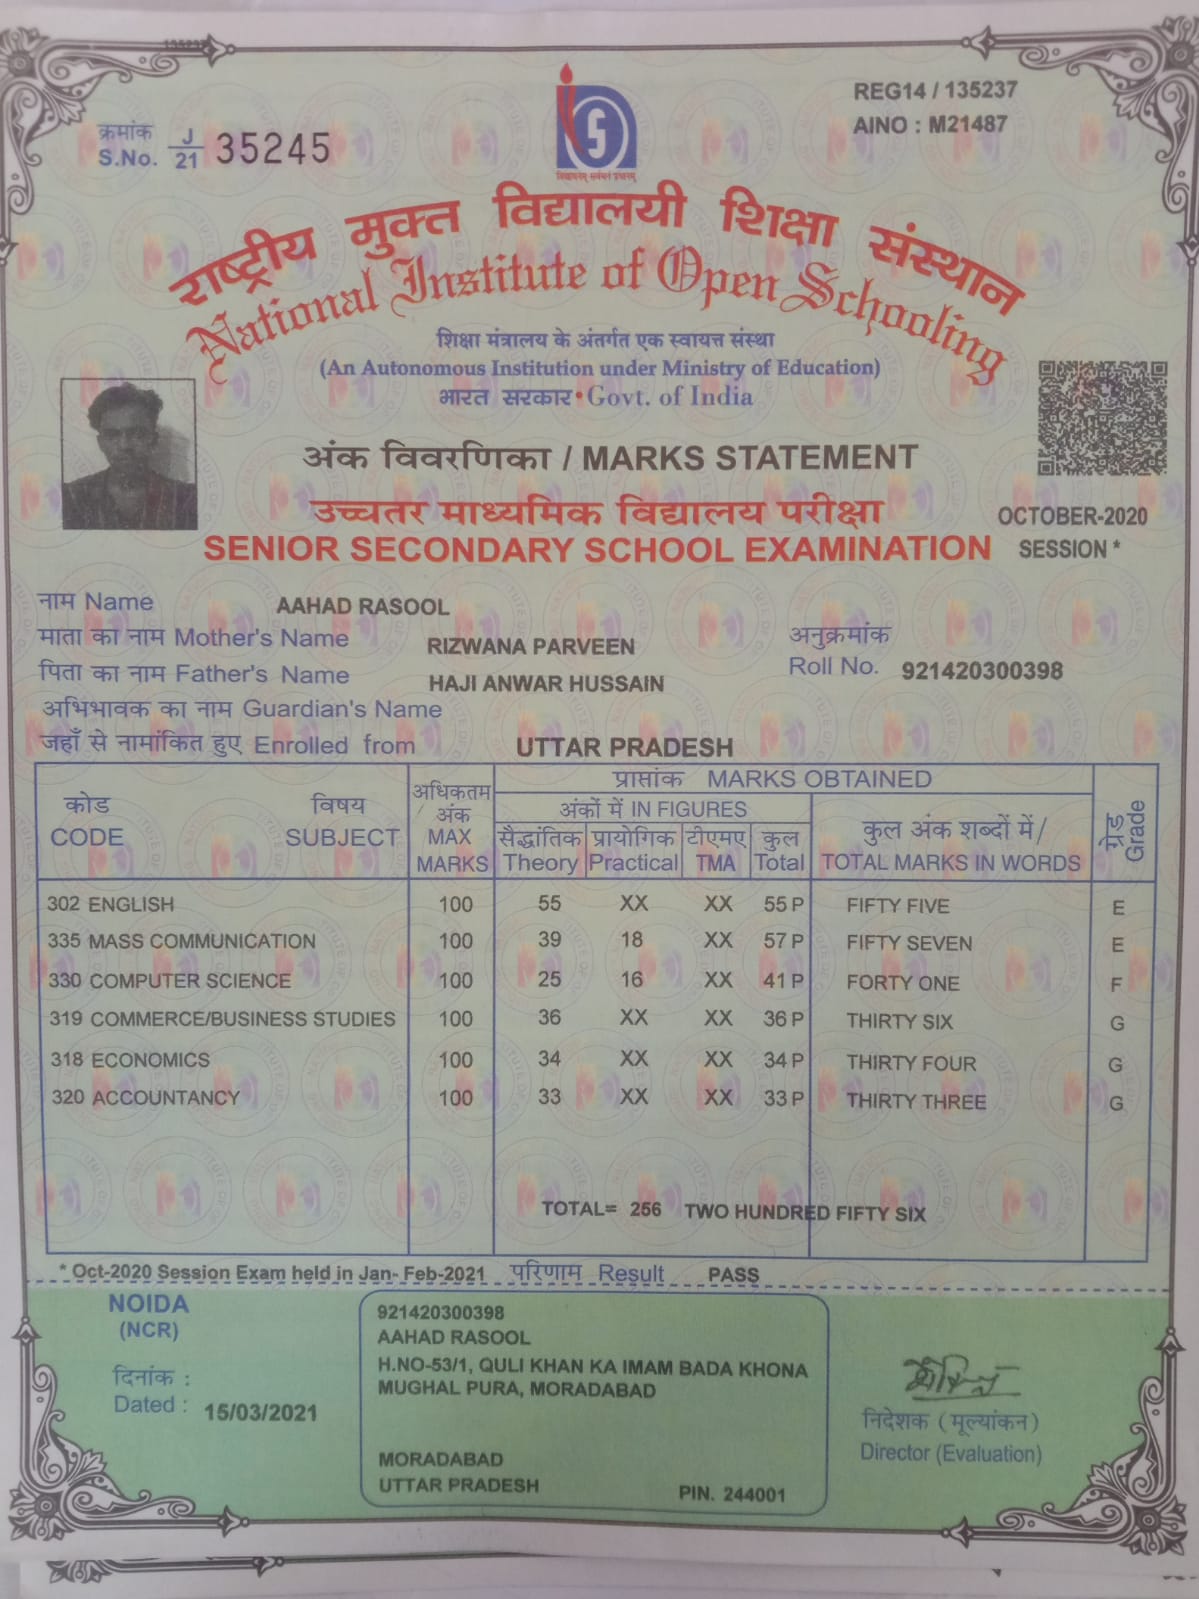 REG14 / 135237
AINO : M21487
क्रमांक
S.No. J/21 35245
विद्याधनम् सर्वधनं प्रधानम्
राष्ट्रीय मुक्त विद्यालयी शिक्षा संस्थान
National Institute of Open Schooling
शिक्षा मंत्रालय के अंतर्गत एक स्वायत्त संस्था
(An Autonomous Institution under Ministry of Education)
भारत सरकार • Govt. of India
अंक विवरणिका / MARKS STATEMENT
उच्चतर माध्यमिक विद्यालय परीक्षा
SENIOR SECONDARY SCHOOL EXAMINATION
OCTOBER-2020
SESSION *
नाम Name AAHAD RASOOL
माता का नाम Mother's Name RIZWANA PARVEEN
पिता का नाम Father's Name HAJI ANWAR HUSSAIN
अनुक्रमांक
Roll No. 921420300398
अभिभावक का नाम Guardian's Name
जहाँ से नामांकित हुए Enrolled from UTTAR PRADESH
कोड CODE विषय SUBJECT अधिकतम अंक MAX MARKS प्राप्तांक MARKS OBTAINED ग्रेड Grade
अंकों में IN FIGURES कुल अंक शब्दों में/ TOTAL MARKS IN WORDS
सैद्धांतिक Theory प्रायोगिक Practical टीएमए TMA कुल Total
302 ENGLISH 100 55 XX XX 55 P FIFTY FIVE E
335 MASS COMMUNICATION 100 39 18 XX 57 P FIFTY SEVEN E
330 COMPUTER SCIENCE 100 25 16 XX 41 P FORTY ONE F
319 COMMERCE/BUSINESS STUDIES 100 36 XX XX 36 P THIRTY SIX G
318 ECONOMICS 100 34 XX XX 34 P THIRTY FOUR G
320 ACCOUNTANCY 100 33 XX XX 33 P THIRTY THREE G
TOTAL= 256 TWO HUNDRED FIFTY SIX
* Oct-2020 Session Exam held in Jan- Feb-2021 परिणाम Result PASS
NOIDA
(NCR)
दिनांक :
Dated : 15/03/2021
921420300398
AAHAD RASOOL
H.NO-53/1, QULI KHAN KA IMAM BADA KHONA
MUGHAL PURA, MORADABAD
MORADABAD
UTTAR PRADESH PIN. 244001
निदेशक (मूल्यांकन)
Director (Evaluation)